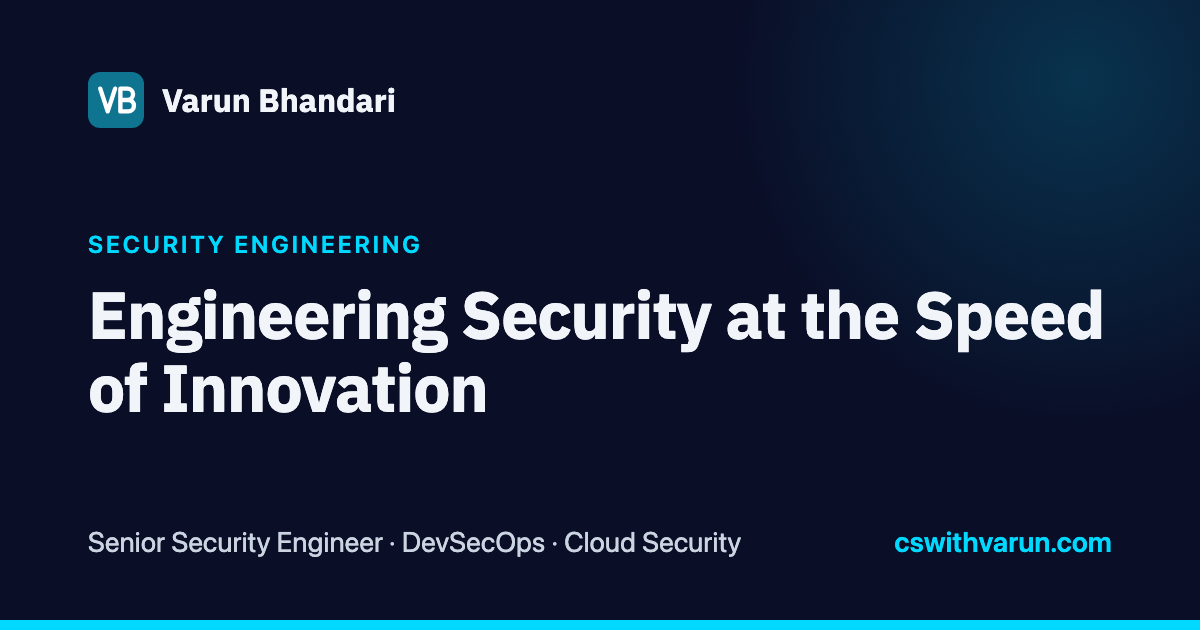 VB
Varun Bhandari
SECURITY ENGINEERING
Engineering Security at the Speed
of Innovation
Senior Security Engineer · DevSecOps · Cloud Security
cswithvarun.com